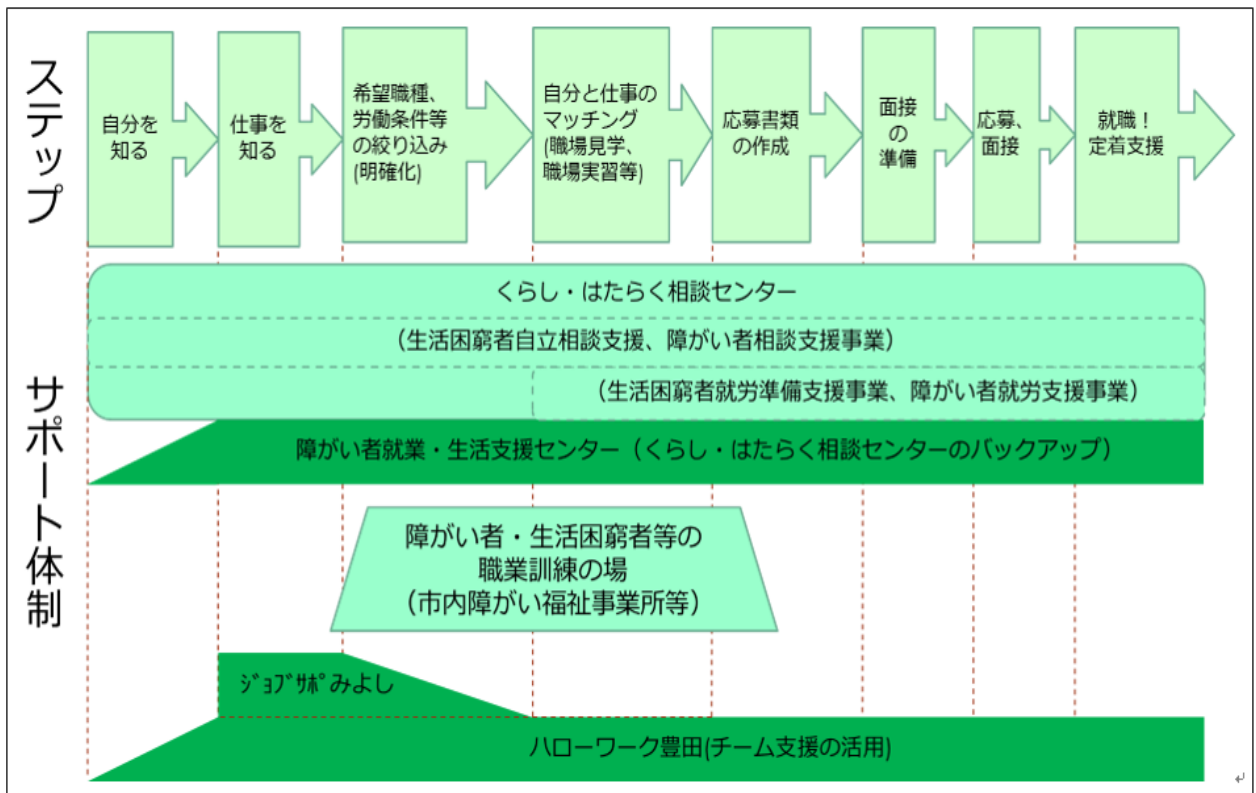 ステップ
自分を
知る
仕事を
知る
希望職種、
労働条件等
の絞り込み
(明確化)
自分と仕事の
マッチング
(職場見学、
職場実習等)
応募書類
の作成
面接
の
準備
応募、
面接
就職！
定着支援
サポート体制
くらし・はたらく相談センター
（生活困窮者自立相談支援、障がい者相談支援事業）
（生活困窮者就労準備支援事業、障がい者就労支援事業）
障がい者就業・生活支援センター（くらし・はたらく相談センターのバックアップ）
障がい者・生活困窮者等の
職業訓練の場
（市内障がい福祉事業所等）
ｼﾞｮﾌﾞｻﾎﾟみよし
ハローワーク豊田(チーム支援の活用)